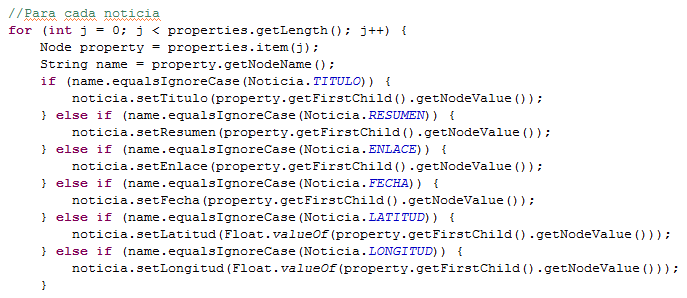 //Para cada noticia
for (int j = 0; j < properties.getLength(); j++) {
    Node property = properties.item(j);
    String name = property.getNodeName();
    if (name.equalsIgnoreCase(Noticia.TITULO)) {
        noticia.setTitulo(property.getFirstChild().getNodeValue());
    } else if (name.equalsIgnoreCase(Noticia.RESUMEN)) {
        noticia.setResumen(property.getFirstChild().getNodeValue());
    } else if (name.equalsIgnoreCase(Noticia.ENLACE)) {
        noticia.setEnlace(property.getFirstChild().getNodeValue());
    } else if (name.equalsIgnoreCase(Noticia.FECHA)) {
        noticia.setFecha(property.getFirstChild().getNodeValue());
    } else if (name.equalsIgnoreCase(Noticia.LATITUD)) {
        noticia.setLatitud(Float.valueOf(property.getFirstChild().getNodeValue()));
    } else if (name.equalsIgnoreCase(Noticia.LONGITUD)) {
        noticia.setLongitud(Float.valueOf(property.getFirstChild().getNodeValue()));
    }